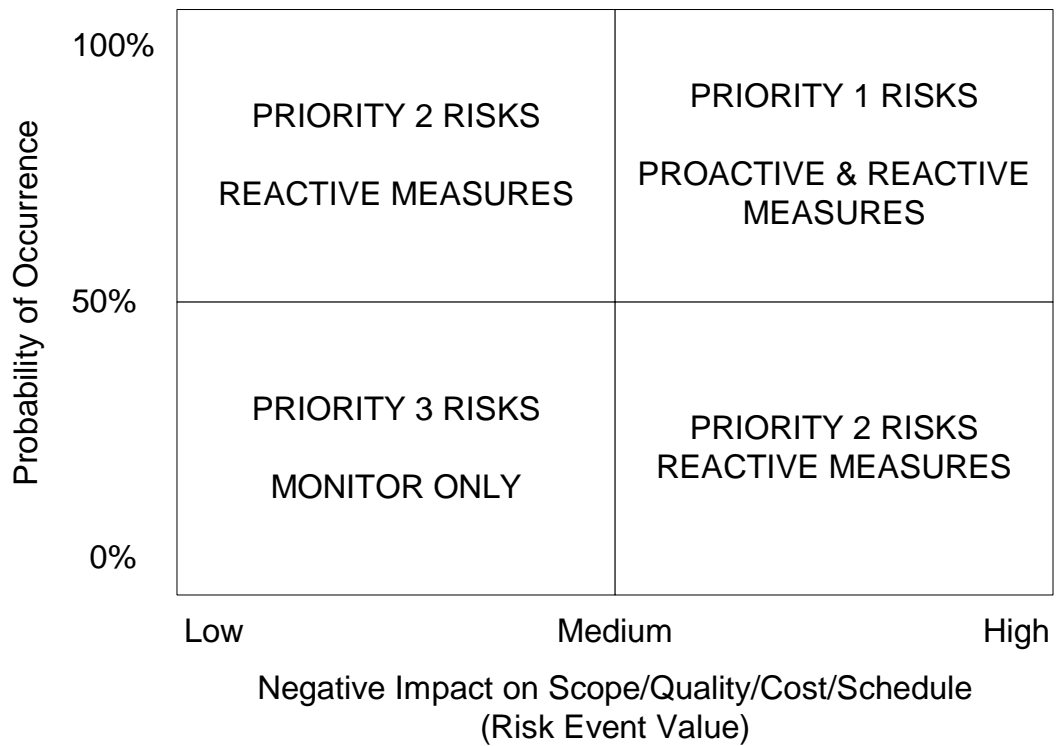 100%
PRIORITY 2 RISKS
REACTIVE MEASURES
PRIORITY 1 RISKS
PROACTIVE & REACTIVE
MEASURES
Probability of Occurrence
50%
PRIORITY 3 RISKS
MONITOR ONLY
PRIORITY 2 RISKS
REACTIVE MEASURES
0%
Low
Medium
High
Negative Impact on Scope/Quality/Cost/Schedule
(Risk Event Value)